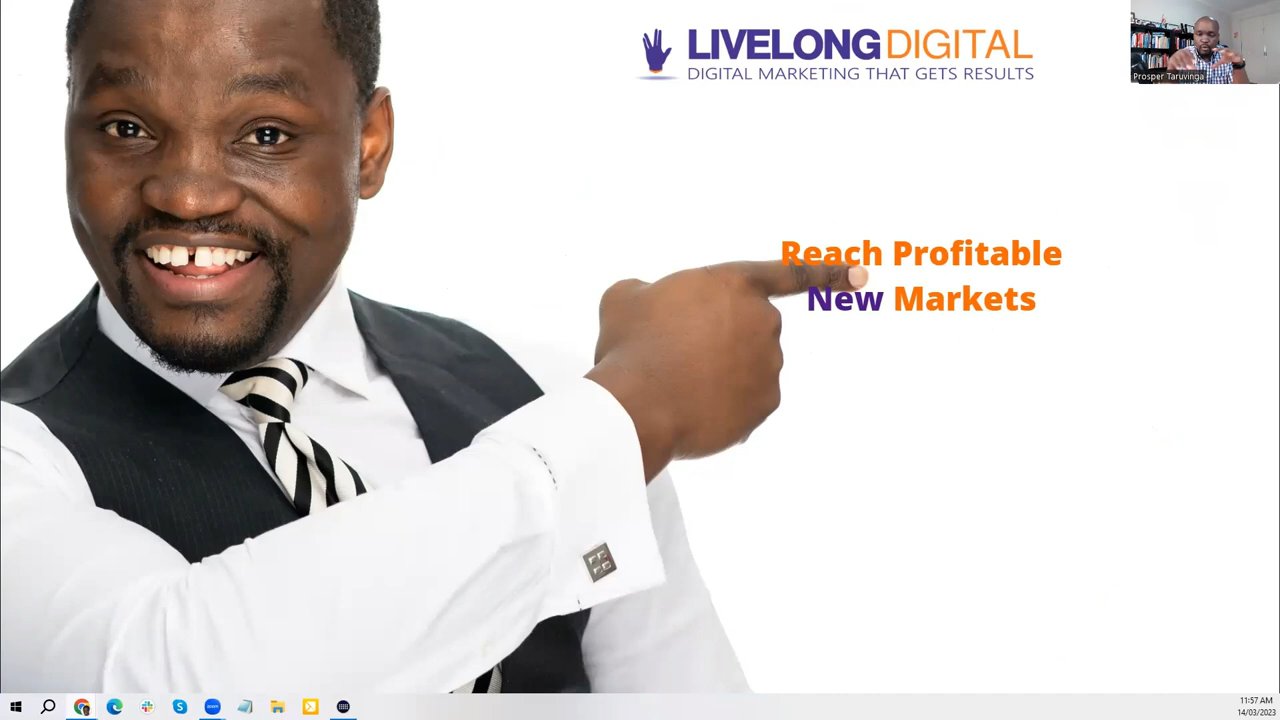 LIVELONG DIGITAL
DIGITAL MARKETING THAT GETS RESULTS
Prosper Taruvinga
Reach Profitable
New Markets
11:57 AM
14/03/2023